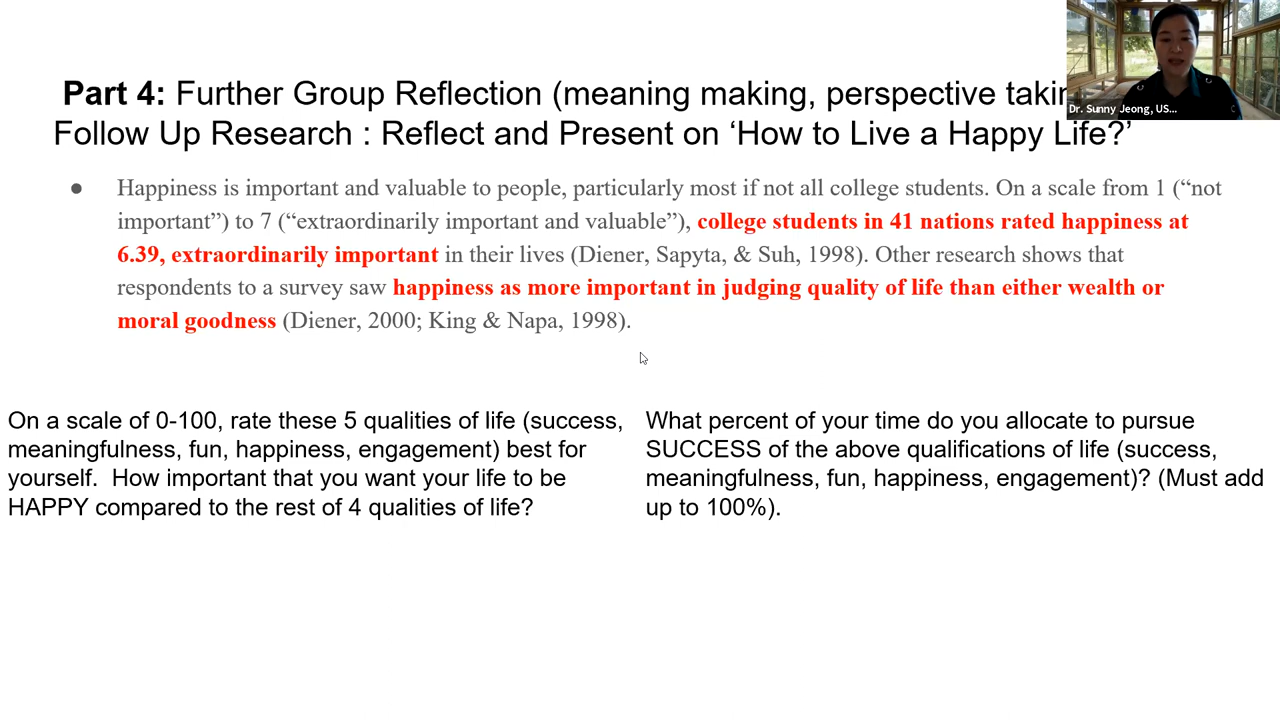 Part 4: Further Group Reflection (meaning making, perspective
Follow Up Research : Reflect and Present on ‘How to Live a Happy Life?’
Dr. Sunny Jeong, US...
● Happiness is important and valuable to people, particularly most if not all college students. On a scale from 1 (“not
important”) to 7 (“extraordinarily important and valuable”), college students in 41 nations rated happiness at
6.39, extraordinarily important in their lives (Diener, Sapyta, & Suh, 1998). Other research shows that
respondents to a survey saw happiness as more important in judging quality of life than either wealth or
moral goodness (Diener, 2000; King & Napa, 1998).
On a scale of 0-100, rate these 5 qualities of life (success,
meaningfulness, fun, happiness, engagement) best for
yourself.  How important that you want your life to be
HAPPY compared to the rest of 4 qualities of life?
What percent of your time do you allocate to pursue
SUCCESS of the above qualifications of life (success,
meaningfulness, fun, happiness, engagement)? (Must add
up to 100%).